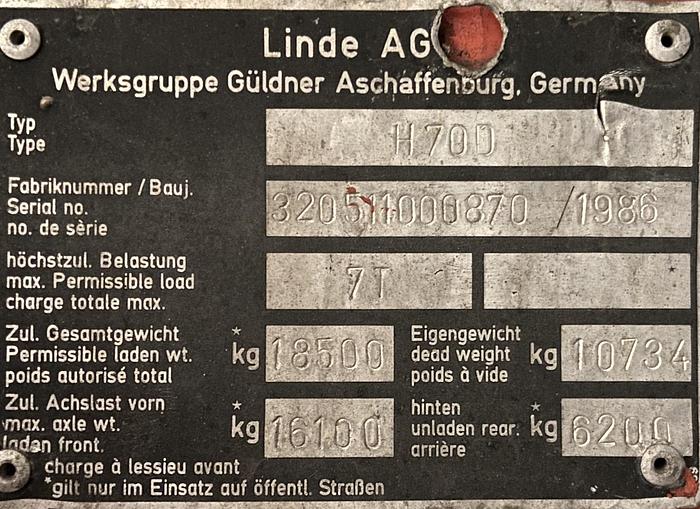 Linde AG
Werksgruppe Güldner Aschaffenburg, Germany
Typ
Type
H70D
Fabriknummer / Bauj.
Serial no.
no. de sèrie
/1986
höchstzul. Belastung
max. Permissible load
charge totale max.
7T
Zul. Gesamtgewicht
Permissible laden wt.
poids autorisé total
* kg 18500
Eigengewicht
dead weight
poids à vide
kg 10734
Zul. Achslast vorn
max. axle wt.
laden front.
charge à lessieu avant
* kg 16100
hinten
unladen rear.
arrière
* kg 6200
*gilt nur im Einsatz auf öffentl. Straßen